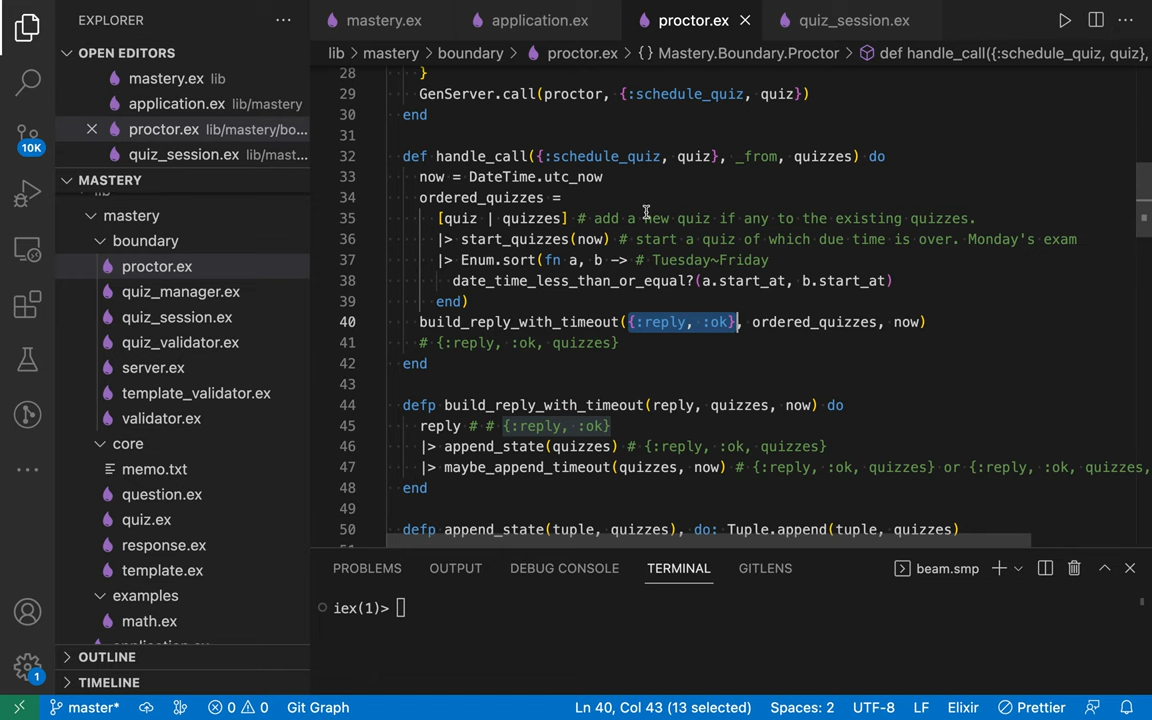 EXPLORER
OPEN EDITORS
mastery.ex lib
application.ex lib/mastery
proctor.ex lib/mastery/bo...
quiz_session.ex lib/mast...
MASTERY
lib
mastery
boundary
proctor.ex
quiz_manager.ex
quiz_session.ex
quiz_validator.ex
server.ex
template_validator.ex
validator.ex
core
memo.txt
question.ex
quiz.ex
response.ex
template.ex
examples
math.ex
OUTLINE
TIMELINE
10K
1
mastery.ex application.ex proctor.ex quiz_session.ex
lib > mastery > boundary > proctor.ex > {} Mastery.Boundary.Proctor > def handle_call({:schedule_quiz, quiz},
28 }
29 GenServer.call(proctor, {:schedule_quiz, quiz})
30 end
31
32 def handle_call({:schedule_quiz, quiz}, _from, quizzes) do
33 now = DateTime.utc_now
34 ordered_quizzes =
35 [quiz | quizzes] # add a new quiz if any to the existing quizzes.
36 |> start_quizzes(now) # start a quiz of which due time is over. Monday's exam
37 |> Enum.sort(fn a, b -> # Tuesday~Friday
38 date_time_less_than_or_equal?(a.start_at, b.start_at)
39 end)
40 build_reply_with_timeout({:reply, :ok}, ordered_quizzes, now)
41 # {:reply, :ok, quizzes}
42 end
43
44 defp build_reply_with_timeout(reply, quizzes, now) do
45 reply # # {:reply, :ok}
46 |> append_state(quizzes) # {:reply, :ok, quizzes}
47 |> maybe_append_timeout(quizzes, now) # {:reply, :ok, quizzes} or {:reply, :ok, quizzes,
48 end
49
50 defp append_state(tuple, quizzes), do: Tuple.append(tuple, quizzes)
PROBLEMS OUTPUT DEBUG CONSOLE TERMINAL GITLENS beam.smp
iex(1)>
master* 0 0 Git Graph Ln 40, Col 43 (13 selected) Spaces: 2 UTF-8 LF Elixir Prettier